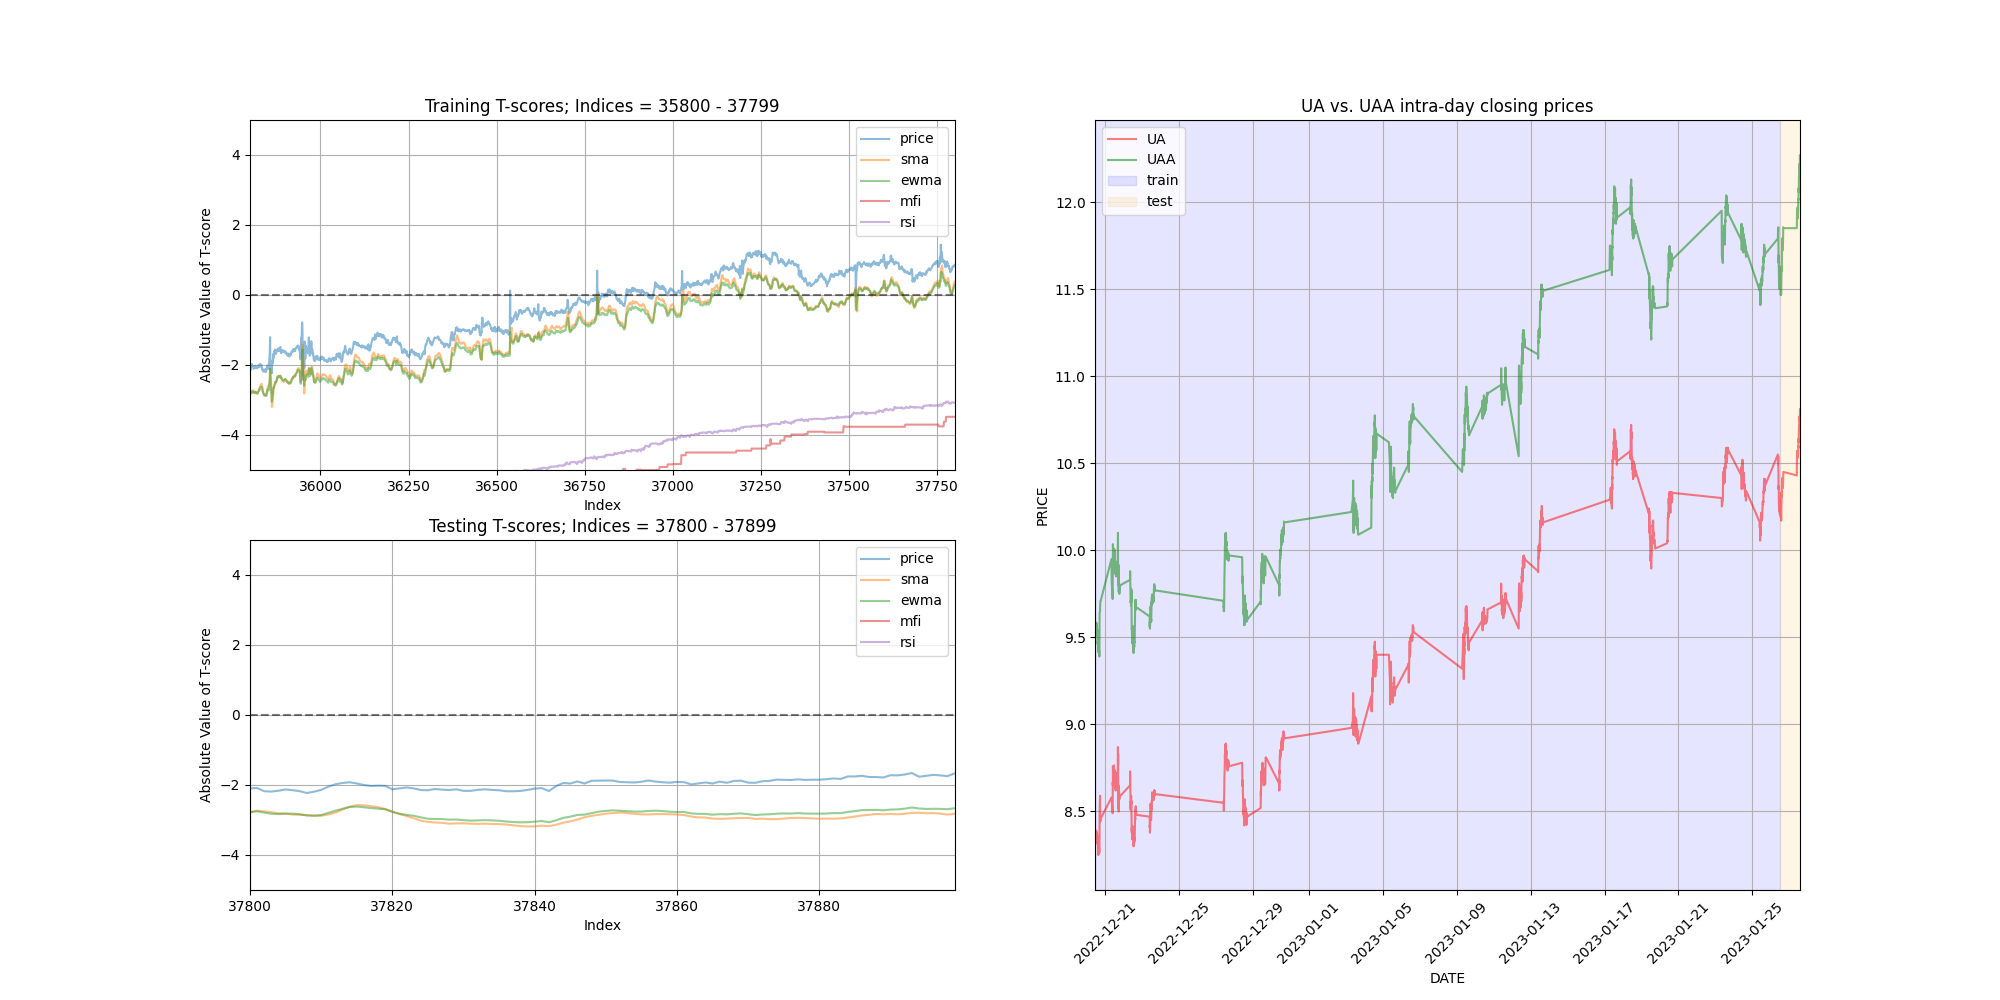 Training T-scores; Indices = 35800 - 37799
Absolute Value of T-score
4
2
0
−2
−4
price
sma
ewma
mfi
rsi
36000 36250 36500 36750 37000 37250 37500 37750
Index
Testing T-scores; Indices = 37800 - 37899
Absolute Value of T-score
4
2
0
−2
−4
price
sma
ewma
mfi
rsi
37800 37820 37840 37860 37880
Index
UA vs. UAA intra-day closing prices
PRICE
12.0
11.5
11.0
10.5
10.0
9.5
9.0
8.5
UA
UAA
train
test
2022-12-21 2022-12-25 2022-12-29 2023-01-01 2023-01-05 2023-01-09 2023-01-13 2023-01-17 2023-01-21 2023-01-25
DATE